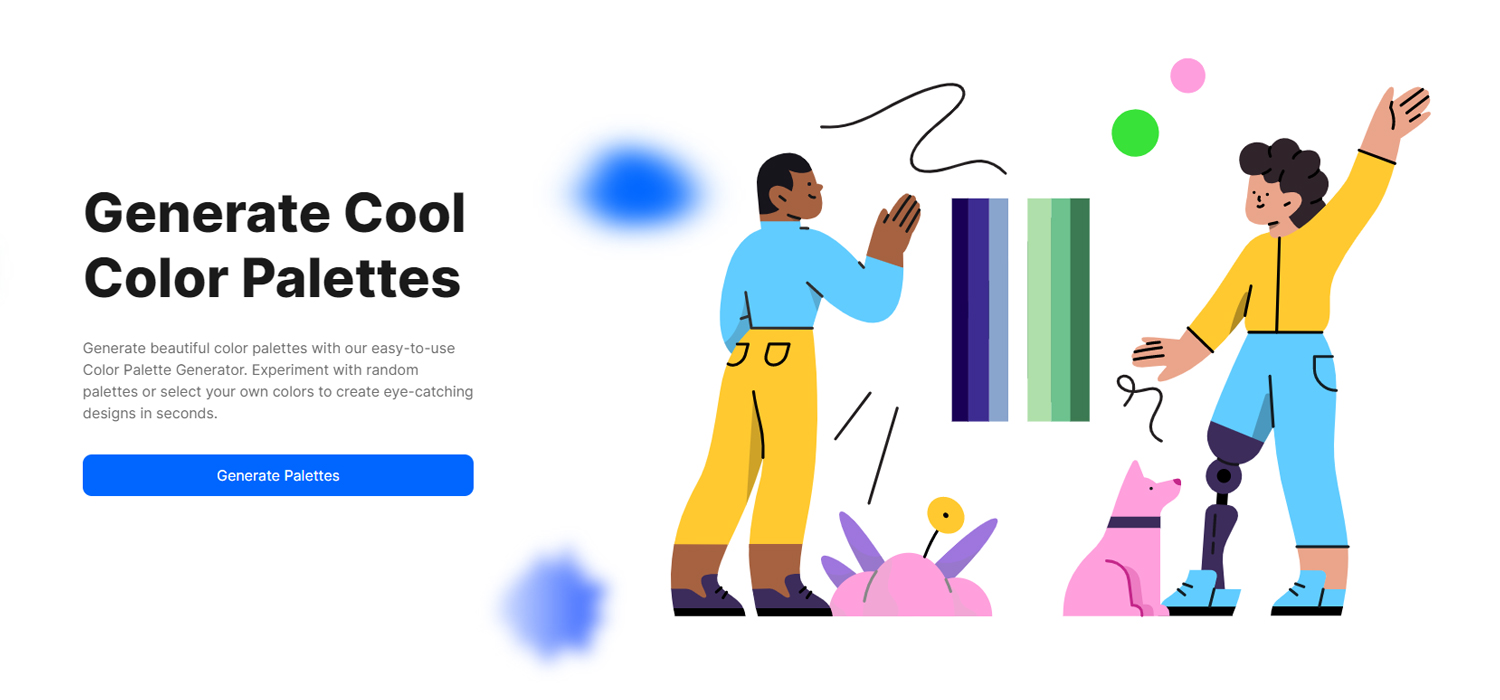 Generate Cool
Color Palettes
Generate beautiful color palettes with our easy-to-use
Color Palette Generator. Experiment with random
palettes or select your own colors to create eye-catching
designs in seconds.
Generate Palettes